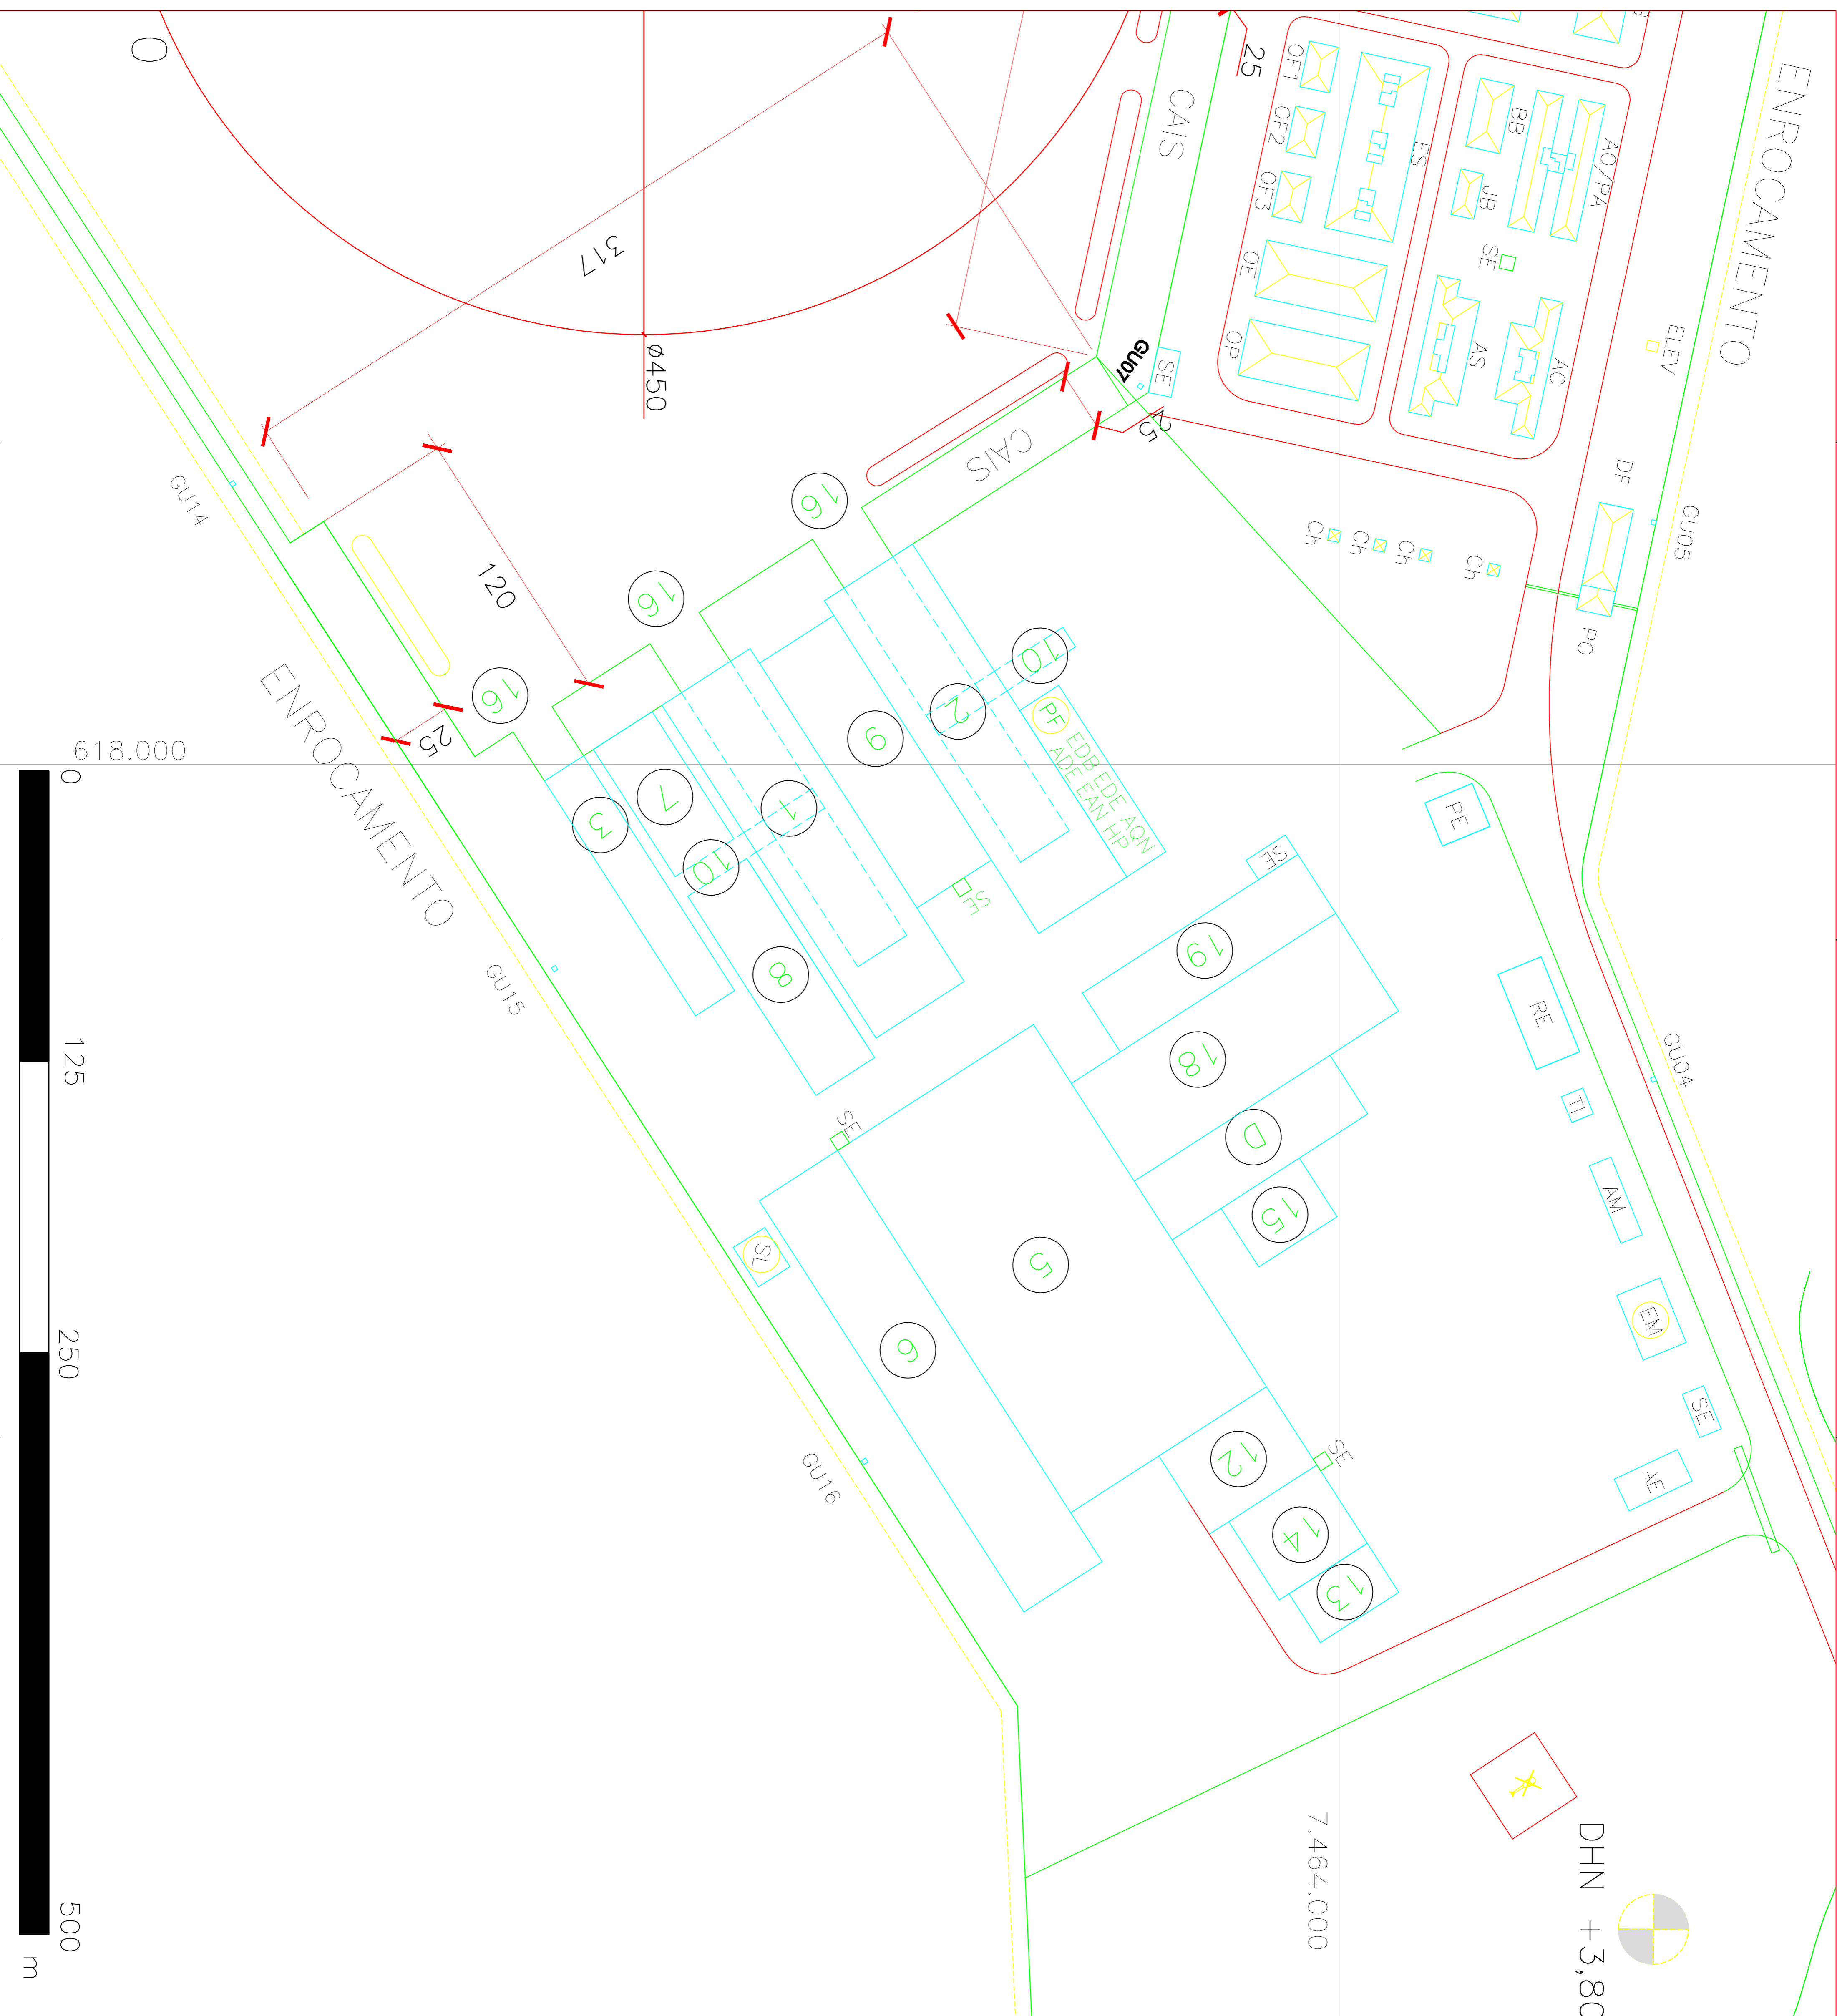 ENROCAMENTO
ELEV
GU05
GU04
DHN +3,80
7.464.000
OF1
OF2
OF3
OE
OP
ES
BB
JB
AO/PA
SE
AS
AC
DF
PO
Ch
Ch
Ch
Ch
25
CAIS
GU07
SE
25
CAIS
317
Ø450
0
16
16
16
120
25
GU14
ENROCAMENTO
618.000
GU15
GU16
10
2
9
PF
EDB EDE AQN
ADE EAN HP
1
7
3
10
8
SE
PE
RE
TI
AM
EM
SE
AE
SE
19
18
D
15
5
6
SE
SL
12
SE
14
13
0
125
250
500
m